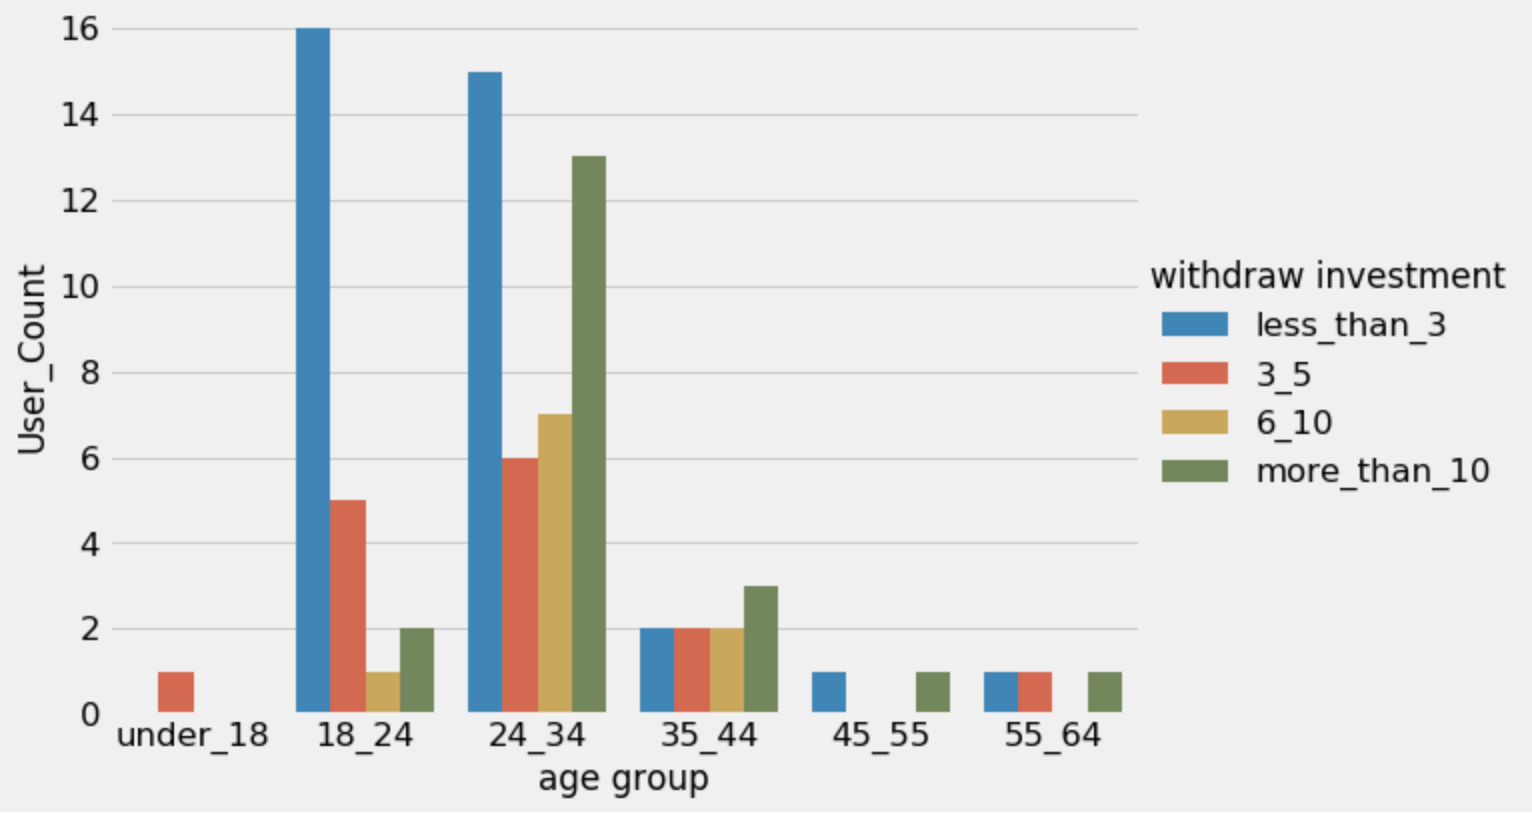 16
14
12
10
8
6
4
2
0
User_Count
under_18 18_24 24_34 35_44 45_55 55_64
age group
withdraw investment
less_than_3
3_5
6_10
more_than_10